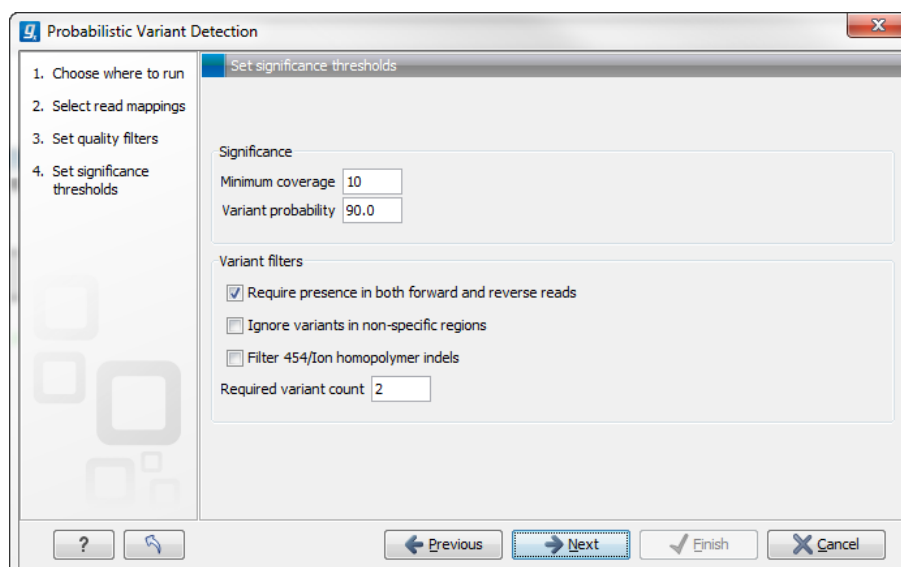 Probabilistic Variant Detection
1. Choose where to run
2. Select read mappings
3. Set quality filters
4. Set significance
thresholds
Set significance thresholds
Significance
Minimum coverage 10
Variant probability 90.0
Variant filters
Require presence in both forward and reverse reads
Ignore variants in non-specific regions
Filter 454/Ion homopolymer indels
Required variant count 2
? Previous Next Finish Cancel